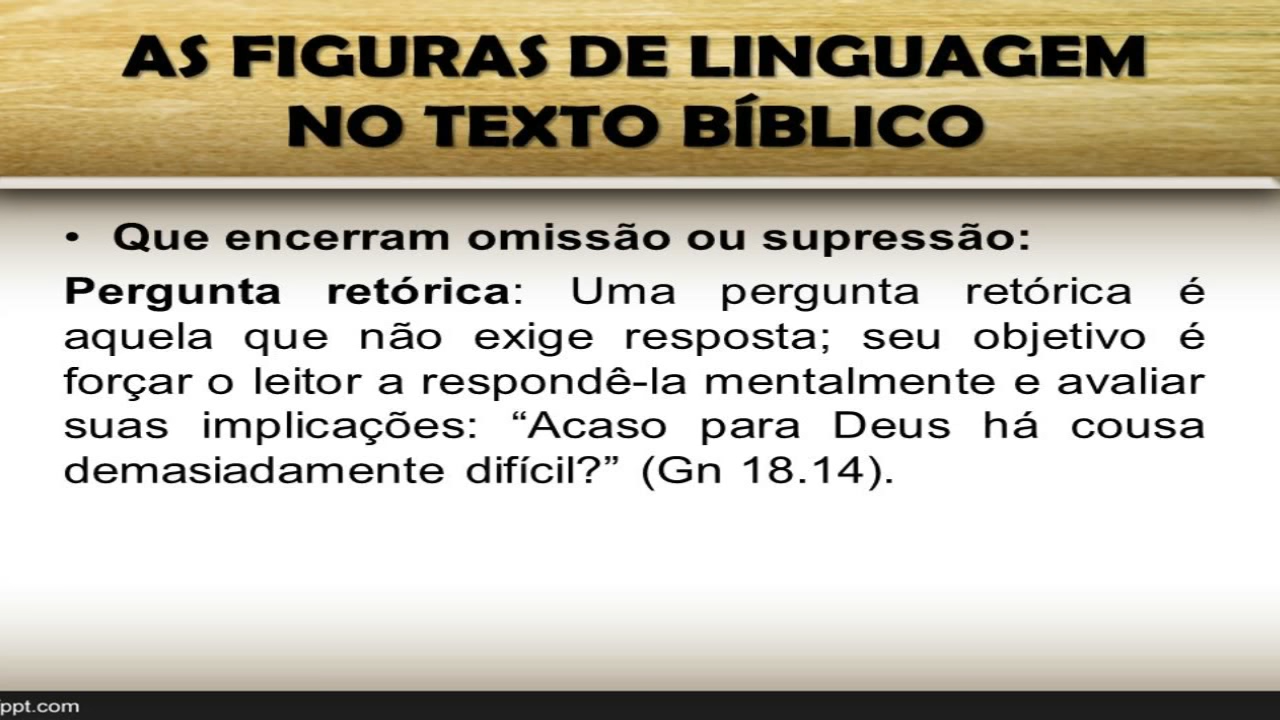 AS FIGURAS DE LINGUAGEM
NO TEXTO BÍBLICO
• Que encerram omissão ou supressão:
Pergunta retórica: Uma pergunta retórica é
aquela que não exige resposta; seu objetivo é
forçar o leitor a respondê-la mentalmente e avaliar
suas implicações: “Acaso para Deus há cousa
demasiadamente difícil?” (Gn 18.14).
ppt.com